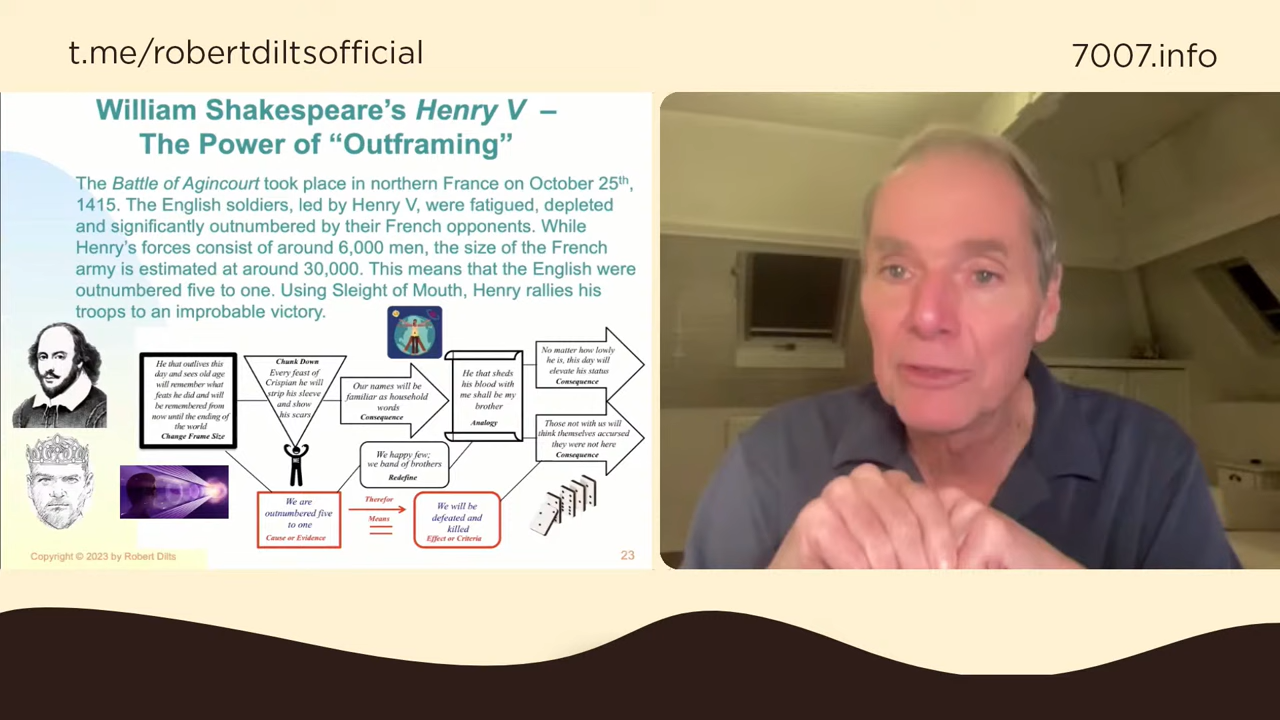 t.me/robertdiltsofficial
7007.info
William Shakespeare's Henry V –
The Power of "Outframing"
The Battle of Agincourt took place in northern France on October 25th,
1415. The English soldiers, led by Henry V, were fatigued, depleted
and significantly outnumbered by their French opponents. While
Henry's forces consist of around 6,000 men, the size of the French
army is estimated at around 30,000. This means that the English were
outnumbered five to one. Using Sleight of Mouth, Henry rallies his
troops to an improbable victory.
He that outlives this
day and sees old age
will remember what
feats he did and will
be remembered from
now until the ending of
the world
Change Frame Size
Chunk Down
Every feast of
Crispian he will
strip his sleeve
and show
his scars
Our names will be
familiar as household
words
Consequence
He that sheds
his blood with
me shall be my
brother
Analogy
No matter how lowly
he is, this day will
elevate his status
Consequence
Those not with us will
think themselves accursed
they were not here
Consequence
We happy few;
we band of brothers
Redefine
We are
outnumbered five
to one
Cause or Evidence
Therefor
Means
We will be
defeated and
killed
Effect or Criteria
Copyright © 2023 by Robert Dilts
23